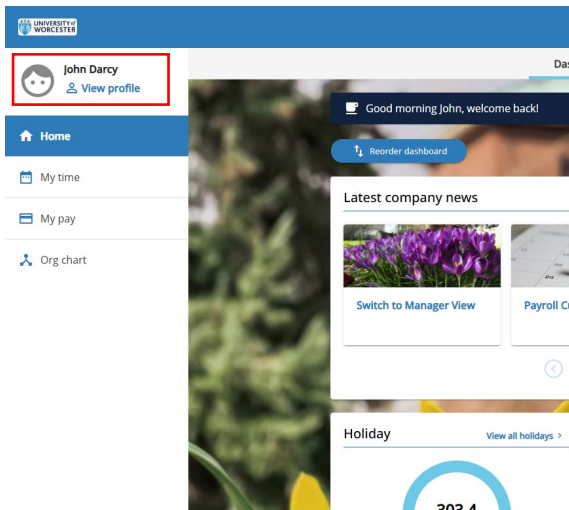 UNIVERSITY of
WORCESTER
John Darcy
View profile
Home
My time
My pay
Org chart
Good morning John, welcome back!
Reorder dashboard
Latest company news
Switch to Manager View
Payroll
Holiday
View all holidays >